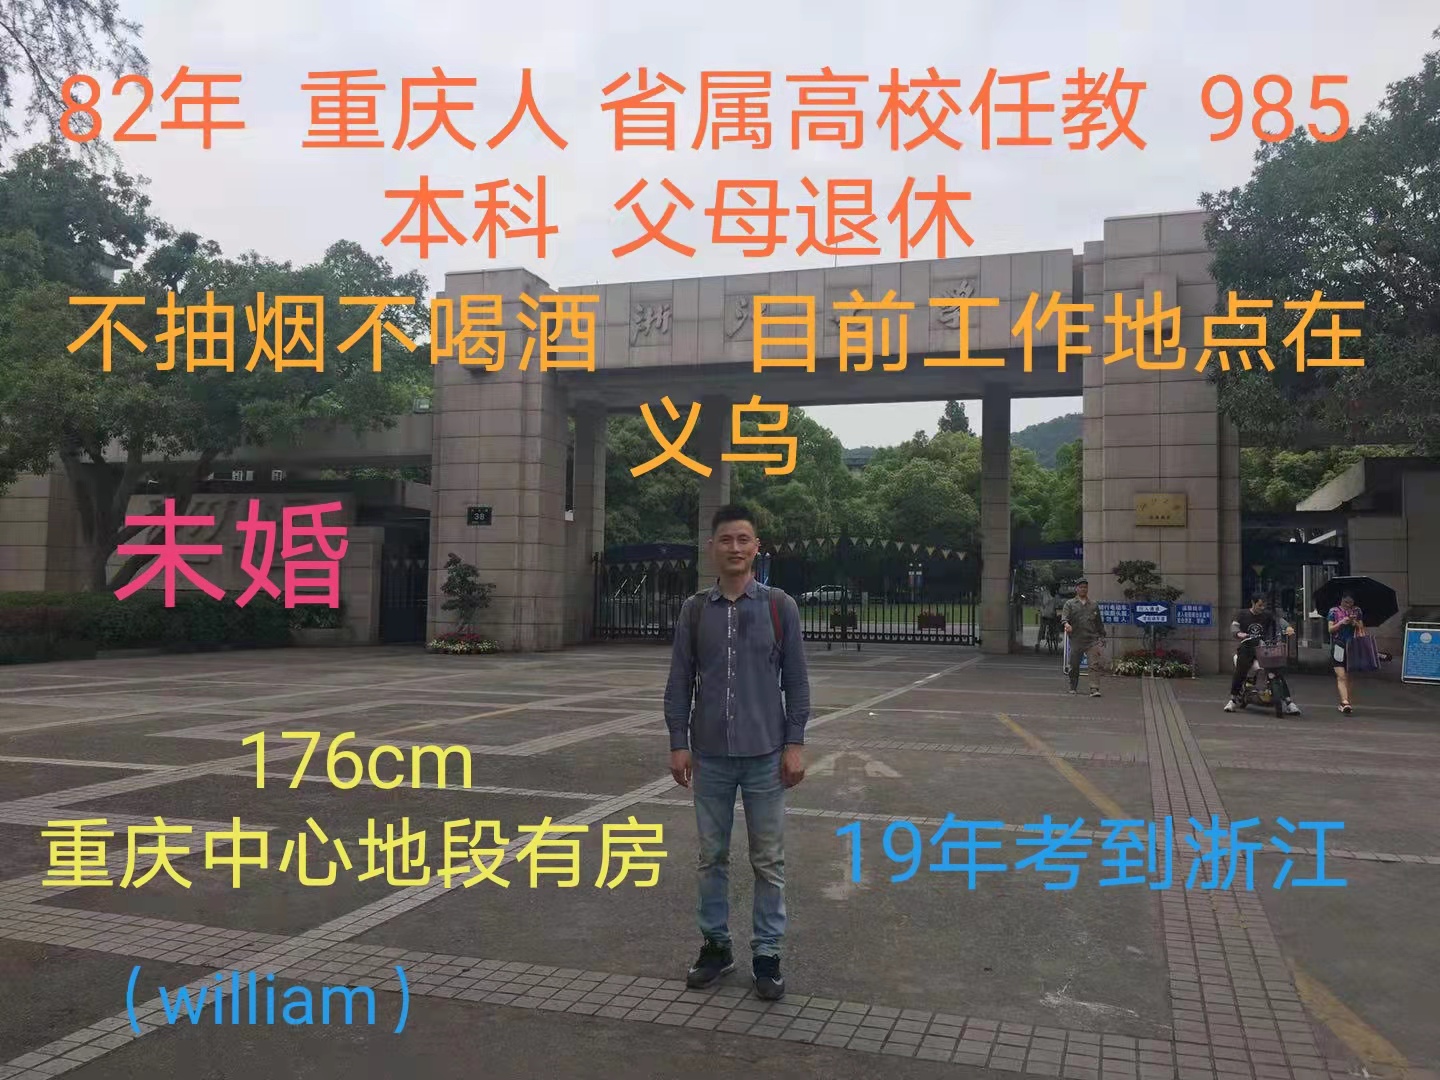 82年 重庆人 省属高校任教 985
本科 父母退休
不抽烟不喝酒 目前工作地点在
义乌
未婚
38
176cm
重庆中心地段有房
19年考到浙江
(william)